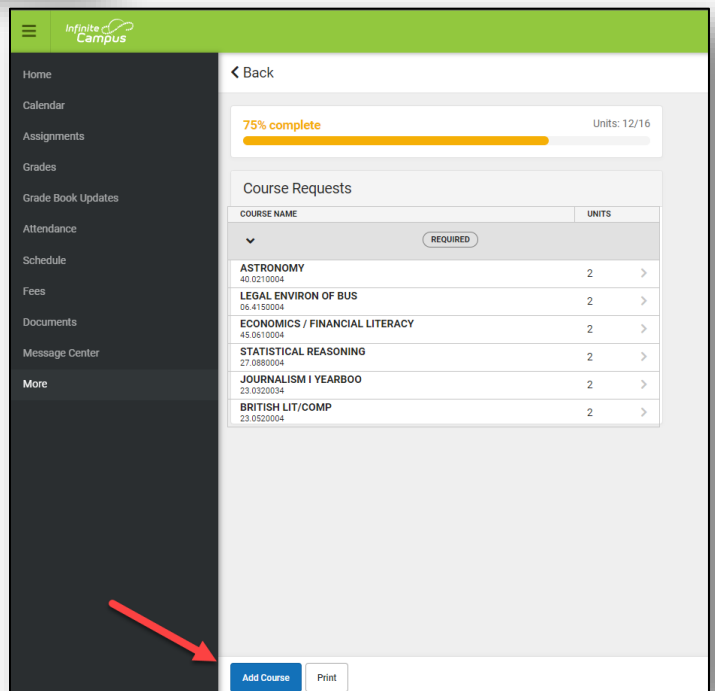 Infinite
Campus
Home
Calendar
Assignments
Grades
Grade Book Updates
Attendance
Schedule
Fees
Documents
Message Center
More
Back
75% complete
Units: 12/16
Course Requests
COURSE NAME
UNITS
REQUIRED
ASTRONOMY
40.0210004
2
LEGAL ENVIRON OF BUS
06.4150004
2
ECONOMICS / FINANCIAL LITERACY
45.0610004
2
STATISTICAL REASONING
27.0880004
2
JOURNALISM I YEARBOO
23.0320034
2
BRITISH LIT/COMP
23.0520004
2
Add Course
Print